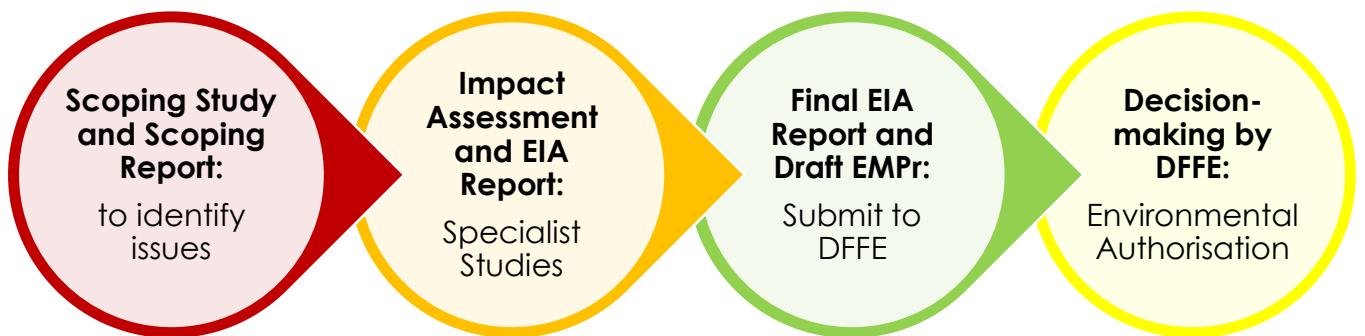 Scoping Study
and Scoping
Report:
to identify
issues
Impact
Assessment
and EIA
Report:
Specialist
Studies
Final EIA
Report and
Draft EMPr:
Submit to
DFFE
Decision-
making by
DFFE:
Environmental
Authorisation